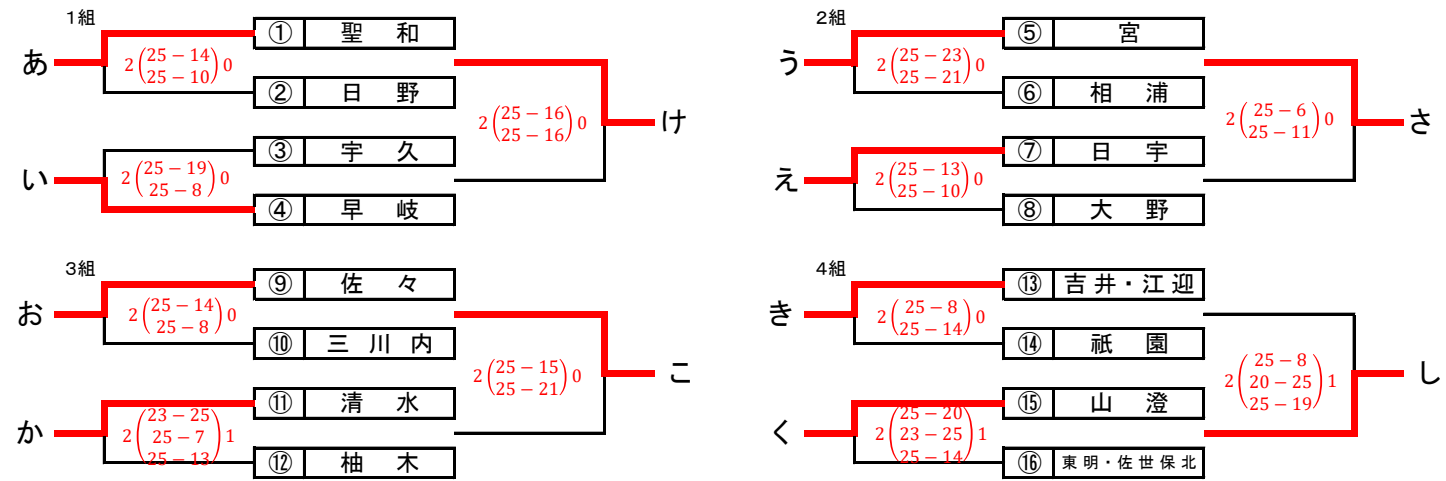 1組
あ
2(25−14 25−10)0
① 聖 和
② 日 野
い
2(25−19 25−8)0
③ 宇 久
④ 早 岐
2(25−16 25−16)0
け
2組
う
2(25−23 25−21)0
⑤ 宮
⑥ 相 浦
え
2(25−13 25−10)0
⑦ 日 宇
⑧ 大 野
2(25−6 25−11)0
さ
3組
お
2(25−14 25−8)0
⑨ 佐 々
⑩ 三 川 内
か
2(23−25 25−7 25−13)1
⑪ 清 水
⑫ 柚 木
2(25−15 25−21)0
こ
4組
き
2(25−8 25−14)0
⑬ 吉井・江迎
⑭ 祇 園
く
2(25−20 23−25 25−14)1
⑮ 山 澄
⑯ 東明・佐世保北
2(25−8 20−25 25−19)1
し